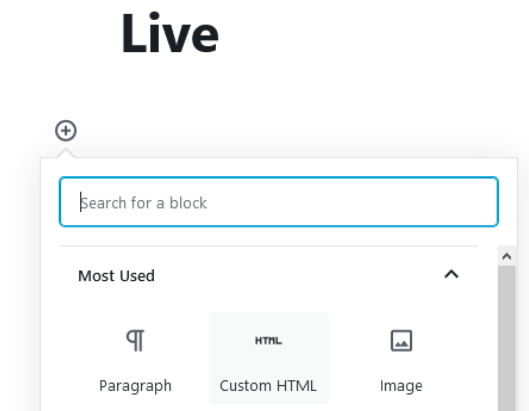 Live
Search for a block
Most Used
HTML
Paragraph
Custom HTML
Image